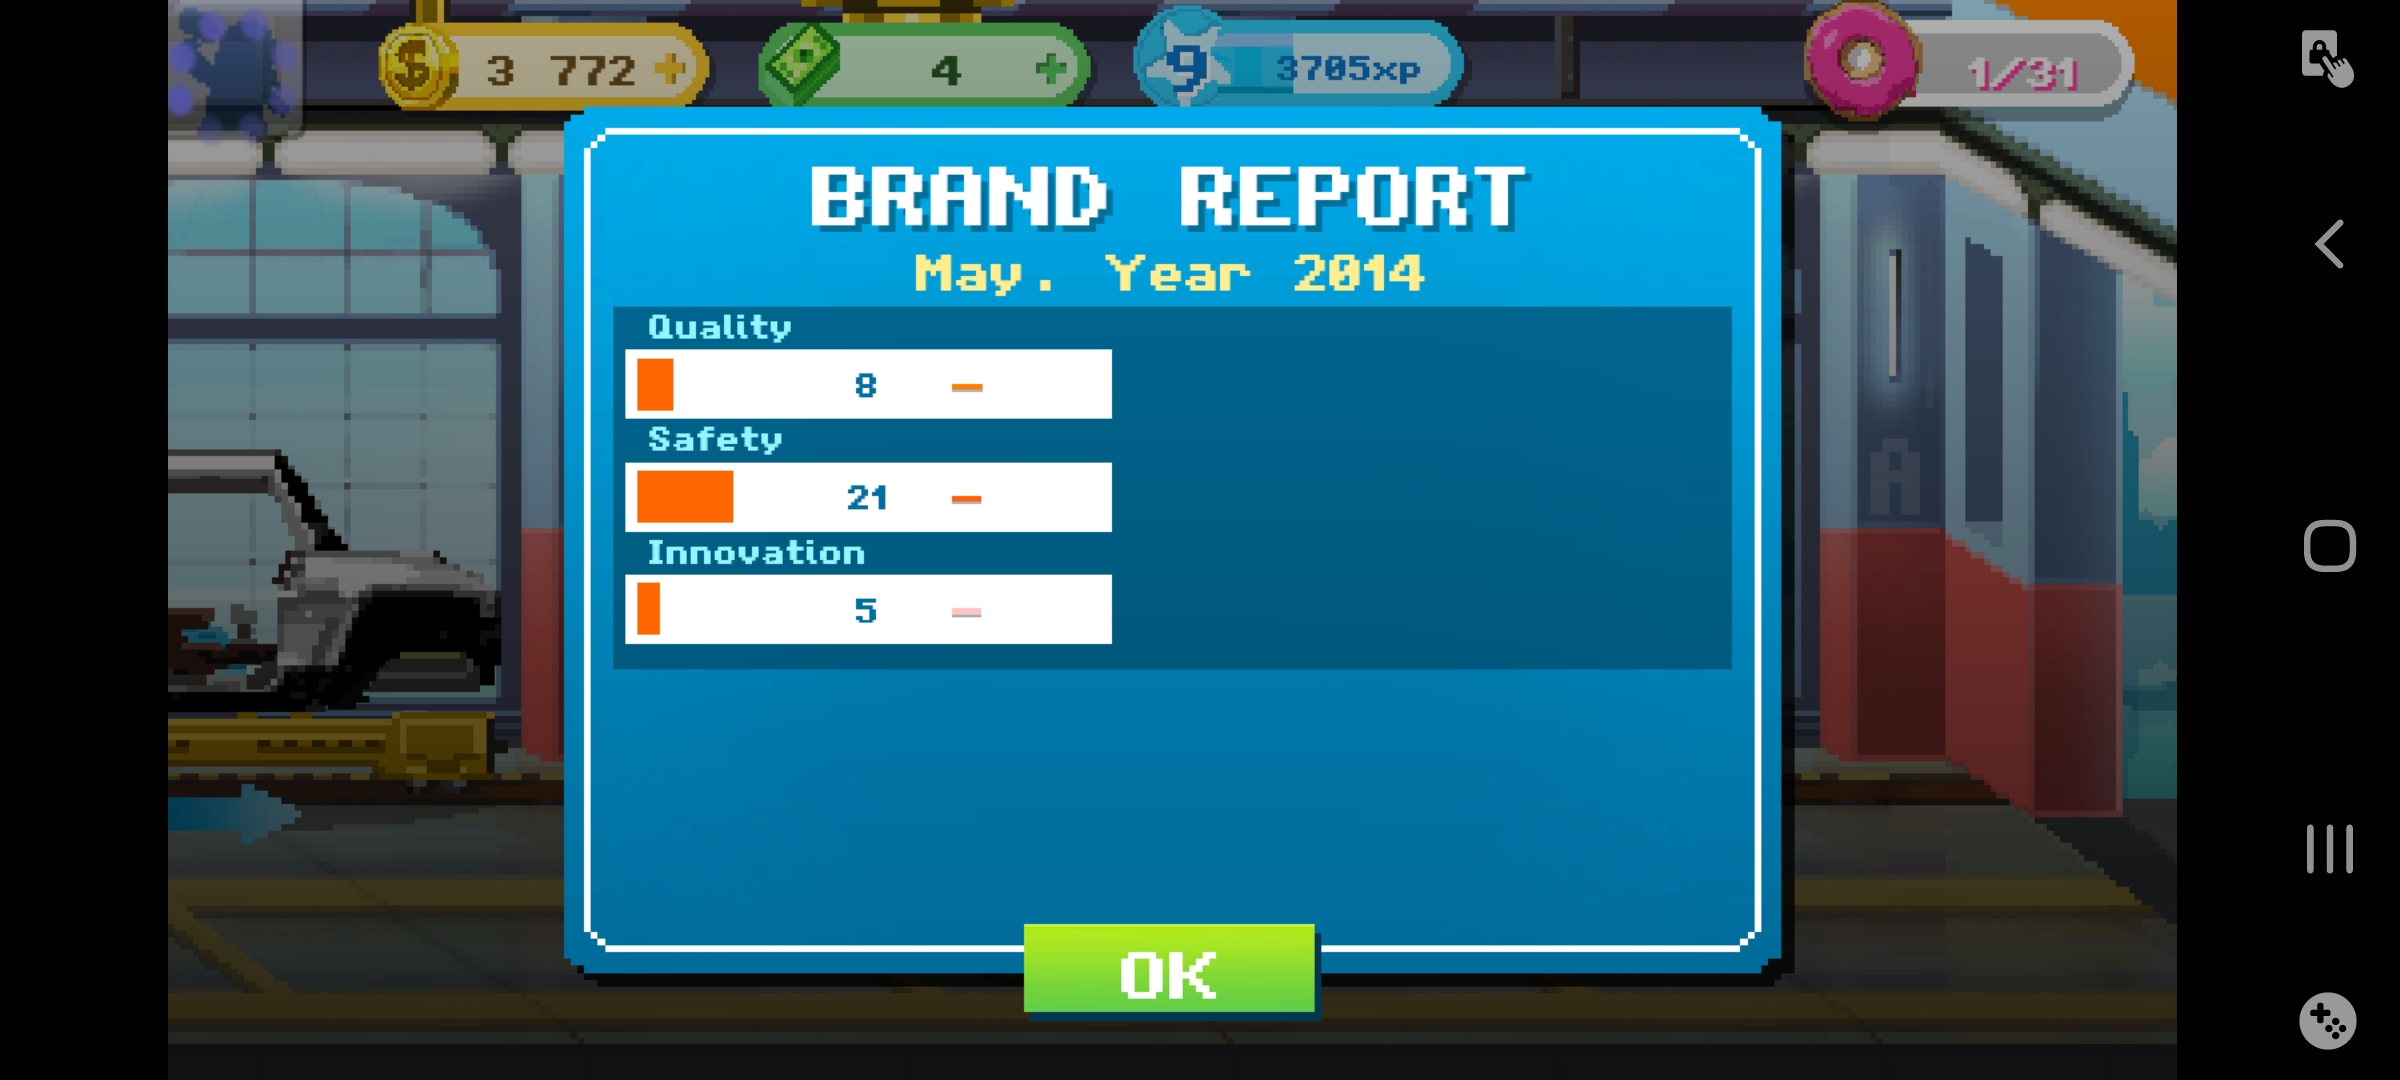 3 772 +
4 +
9 3705xp
1/31
BRAND REPORT
May. Year 2014
Quality
8 –
Safety
21 –
Innovation
5 –
A
OK